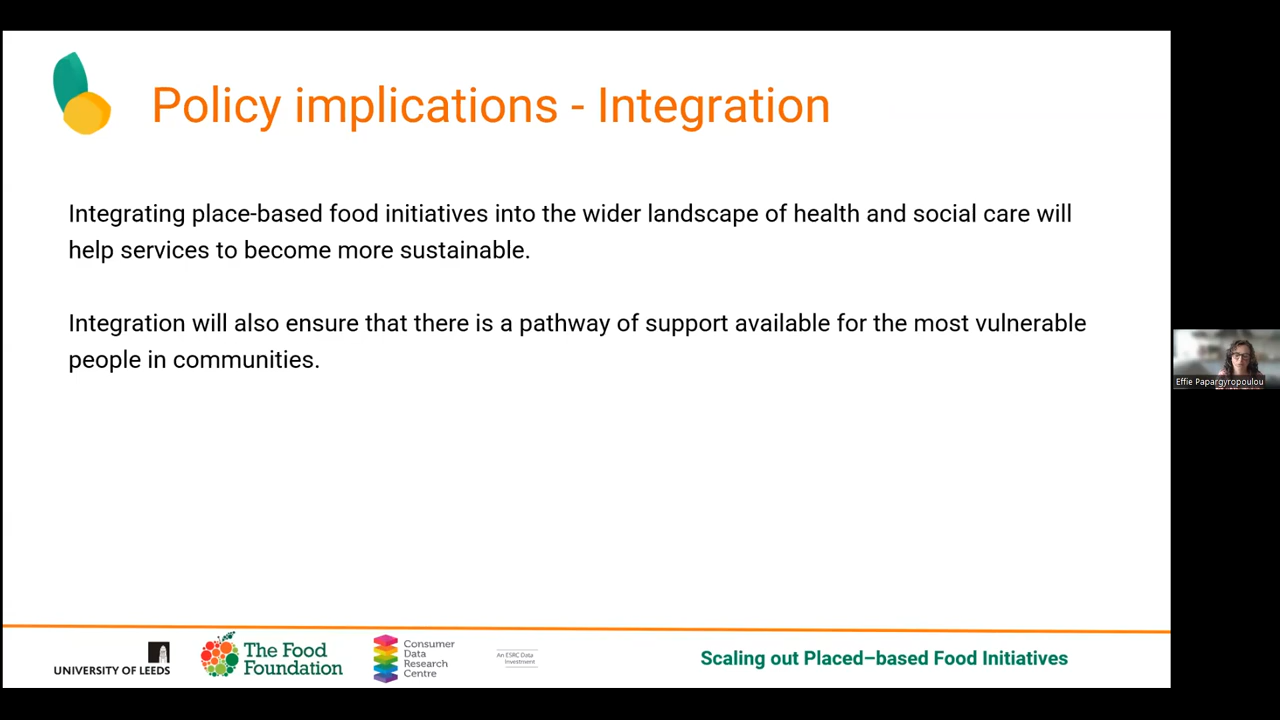 Policy implications - Integration
Integrating place-based food initiatives into the wider landscape of health and social care will
help services to become more sustainable.
Integration will also ensure that there is a pathway of support available for the most vulnerable
people in communities.
Effie Papargyropoulou
UNIVERSITY OF LEEDS
The Food
Foundation
Consumer
Data
Research
Centre
An ESRC Data
Investment
Scaling out Placed–based Food Initiatives